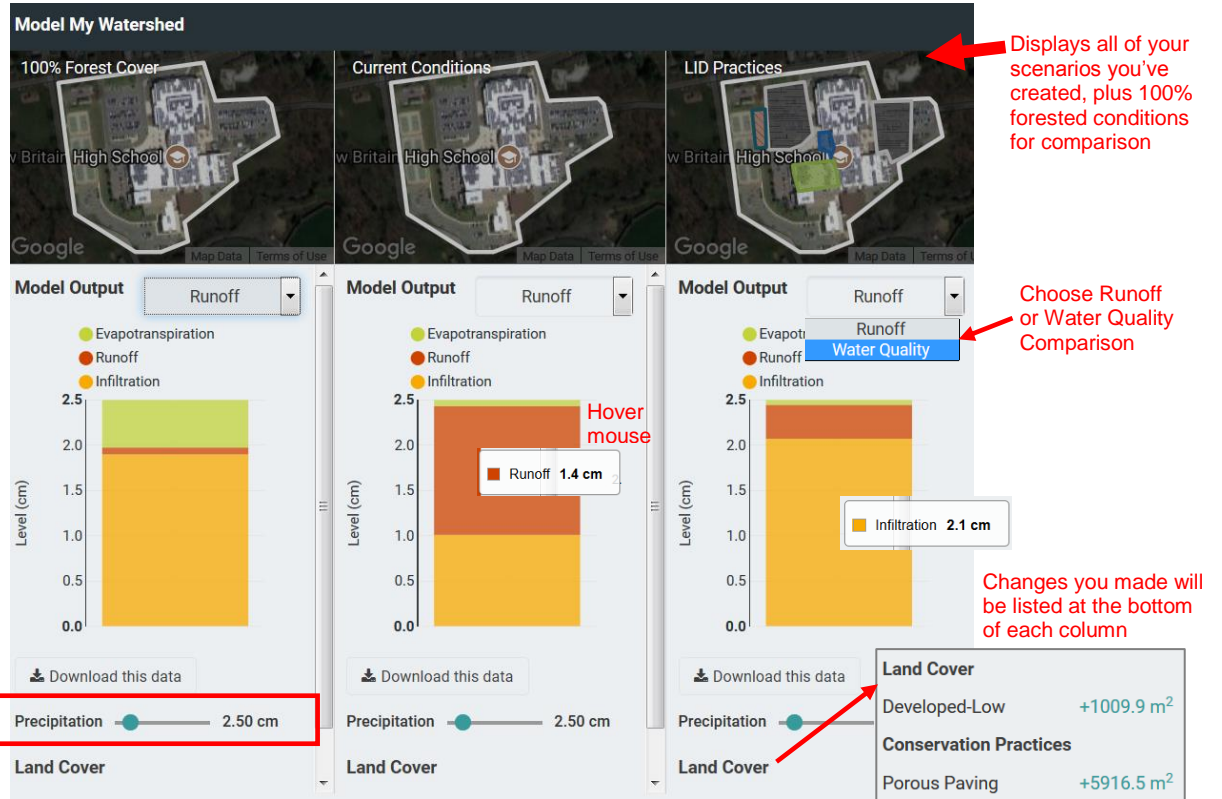 Model My Watershed
100% Forest Cover
v Britain High School
Google
Map Data Terms of Use
Current Conditions
w Britain High School
Google
Map Data Terms of Use
LID Practices
w Britain High School
Google
Map Data Terms of U
Displays all of your
scenarios you've
created, plus 100%
forested conditions
for comparison
Model Output Runoff
Evapotranspiration
Runoff
Infiltration
2.5
2.0
1.5
1.0
0.5
0.0
Level (cm)
Download this data
Precipitation 2.50 cm
Land Cover
Model Output Runoff
Evapotranspiration
Runoff
Infiltration
2.5
2.0
1.5
1.0
0.5
0.0
Level (cm)
Hover
mouse
Runoff 1.4 cm 2.
Download this data
Precipitation 2.50 cm
Land Cover
Model Output Runoff
Runoff
Water Quality
Evapotr
Runoff
Infiltration
2.5
2.0
1.5
1.0
0.5
0.0
Level (cm)
Infiltration 2.1 cm
Download this data
Precipitation
Land Cover
Choose Runoff
or Water Quality
Comparison
Changes you made will
be listed at the bottom
of each column
Land Cover
Developed-Low +1009.9 m²
Conservation Practices
Porous Paving +5916.5 m²